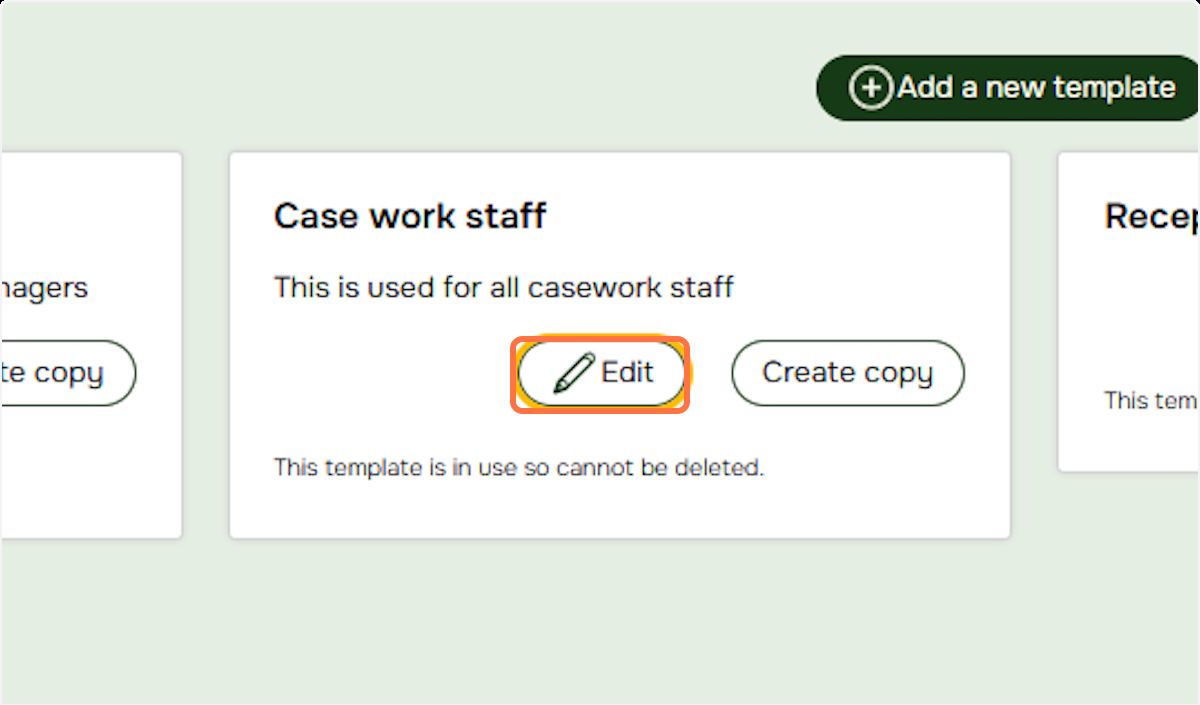 Add a new template
nagers
te copy
Case work staff
This is used for all casework staff
Edit
Create copy
This template is in use so cannot be deleted.
Recep
This tem